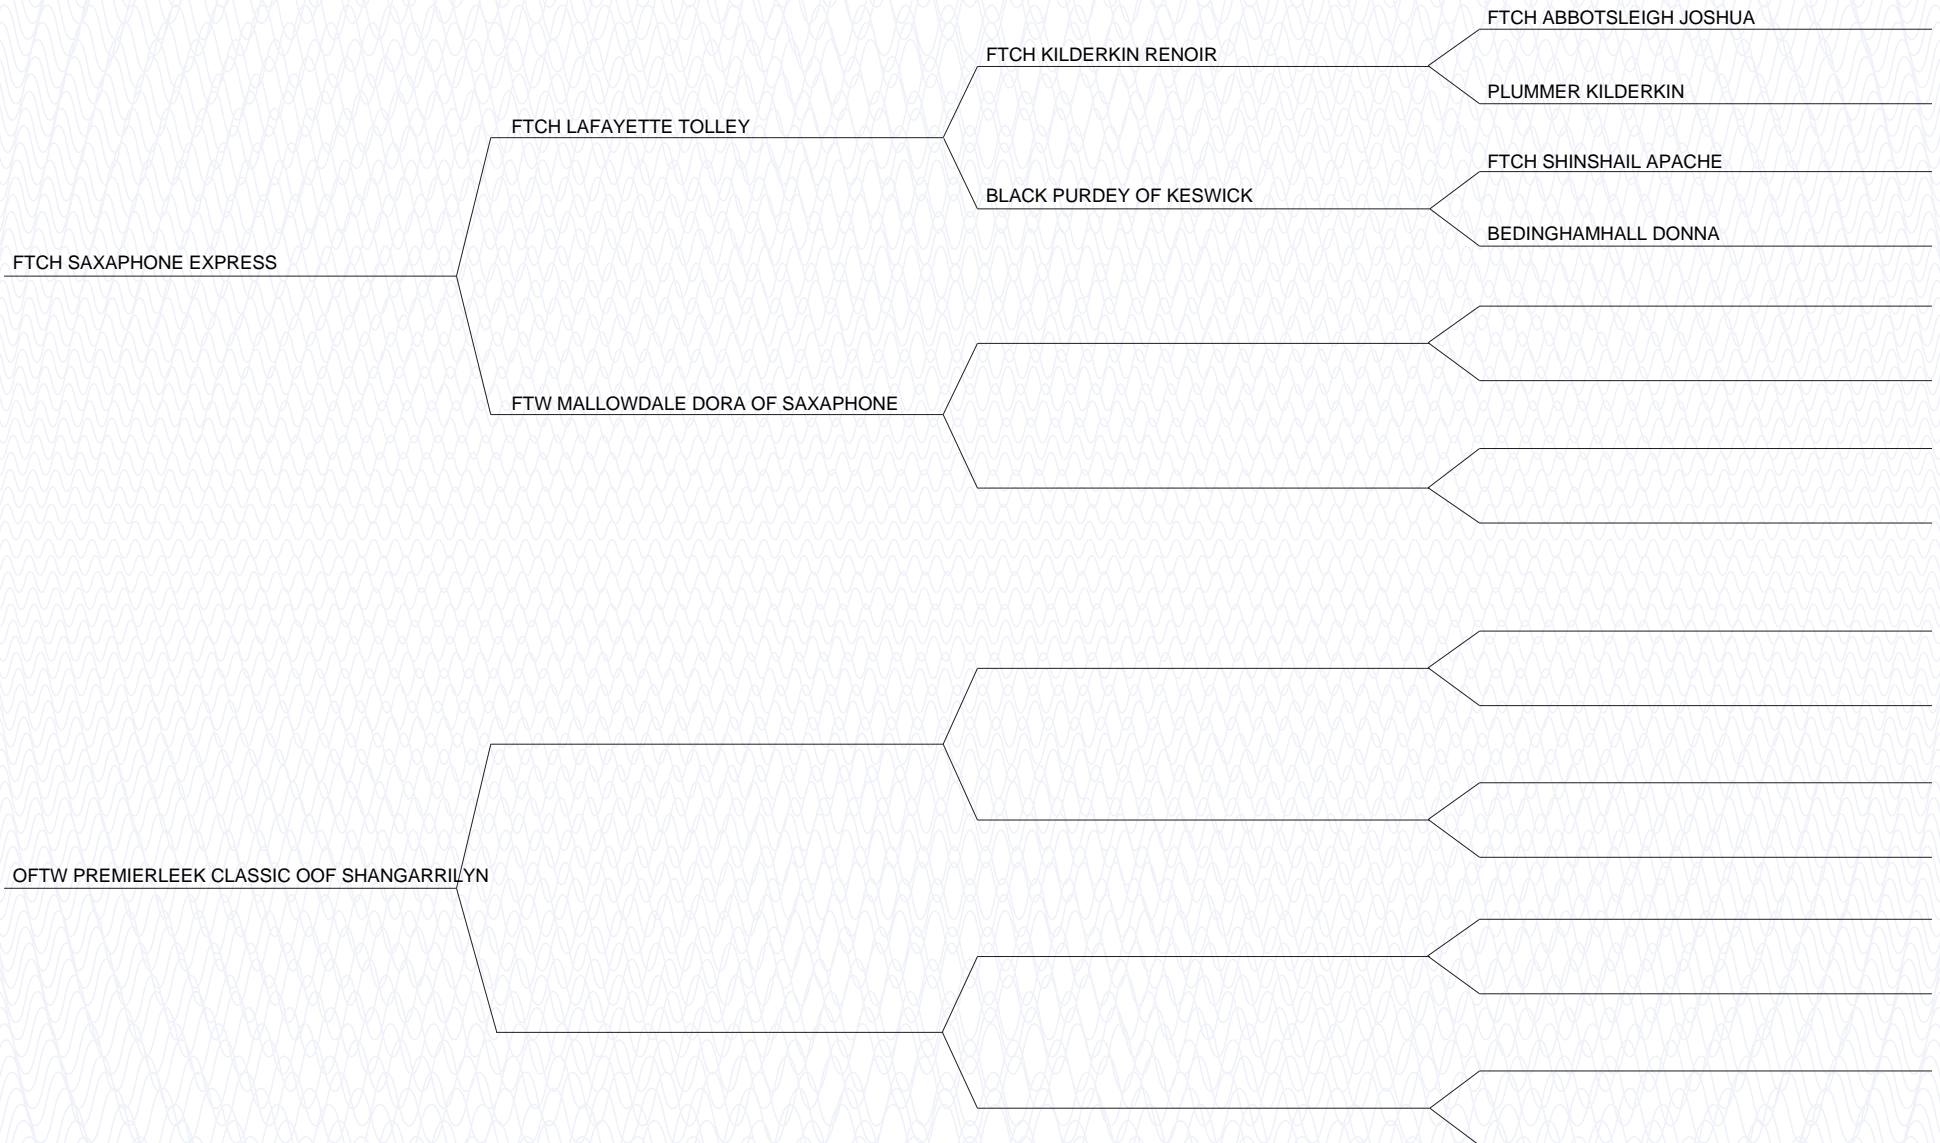 FTCH ABBOTSLEIGH JOSHUA
FTCH KILDERKIN RENOIR
PLUMMER KILDERKIN
FTCH LAFAYETTE TOLLEY
FTCH SHINSHAIL APACHE
BLACK PURDEY OF KESWICK
BEDINGHAMHALL DONNA
FTCH SAXAPHONE EXPRESS
FTW MALLOWDALE DORA OF SAXAPHONE
OFTW PREMIERLEEK CLASSIC OOF SHANGARRILYN